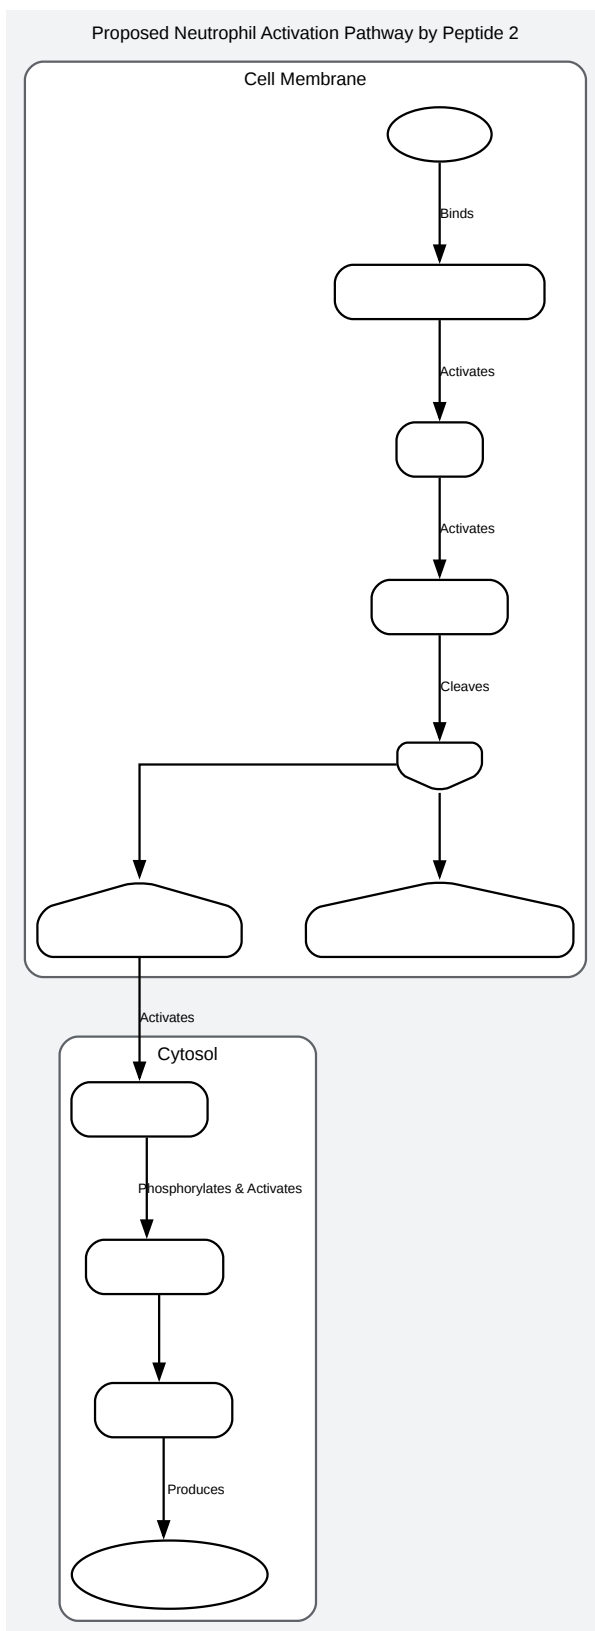 Proposed Neutrophil Activation Pathway by Peptide 2
Cell Membrane
Binds
Activates
Activates
Cleaves
Activates
Cytosol
Phosphorylates & Activates
Produces